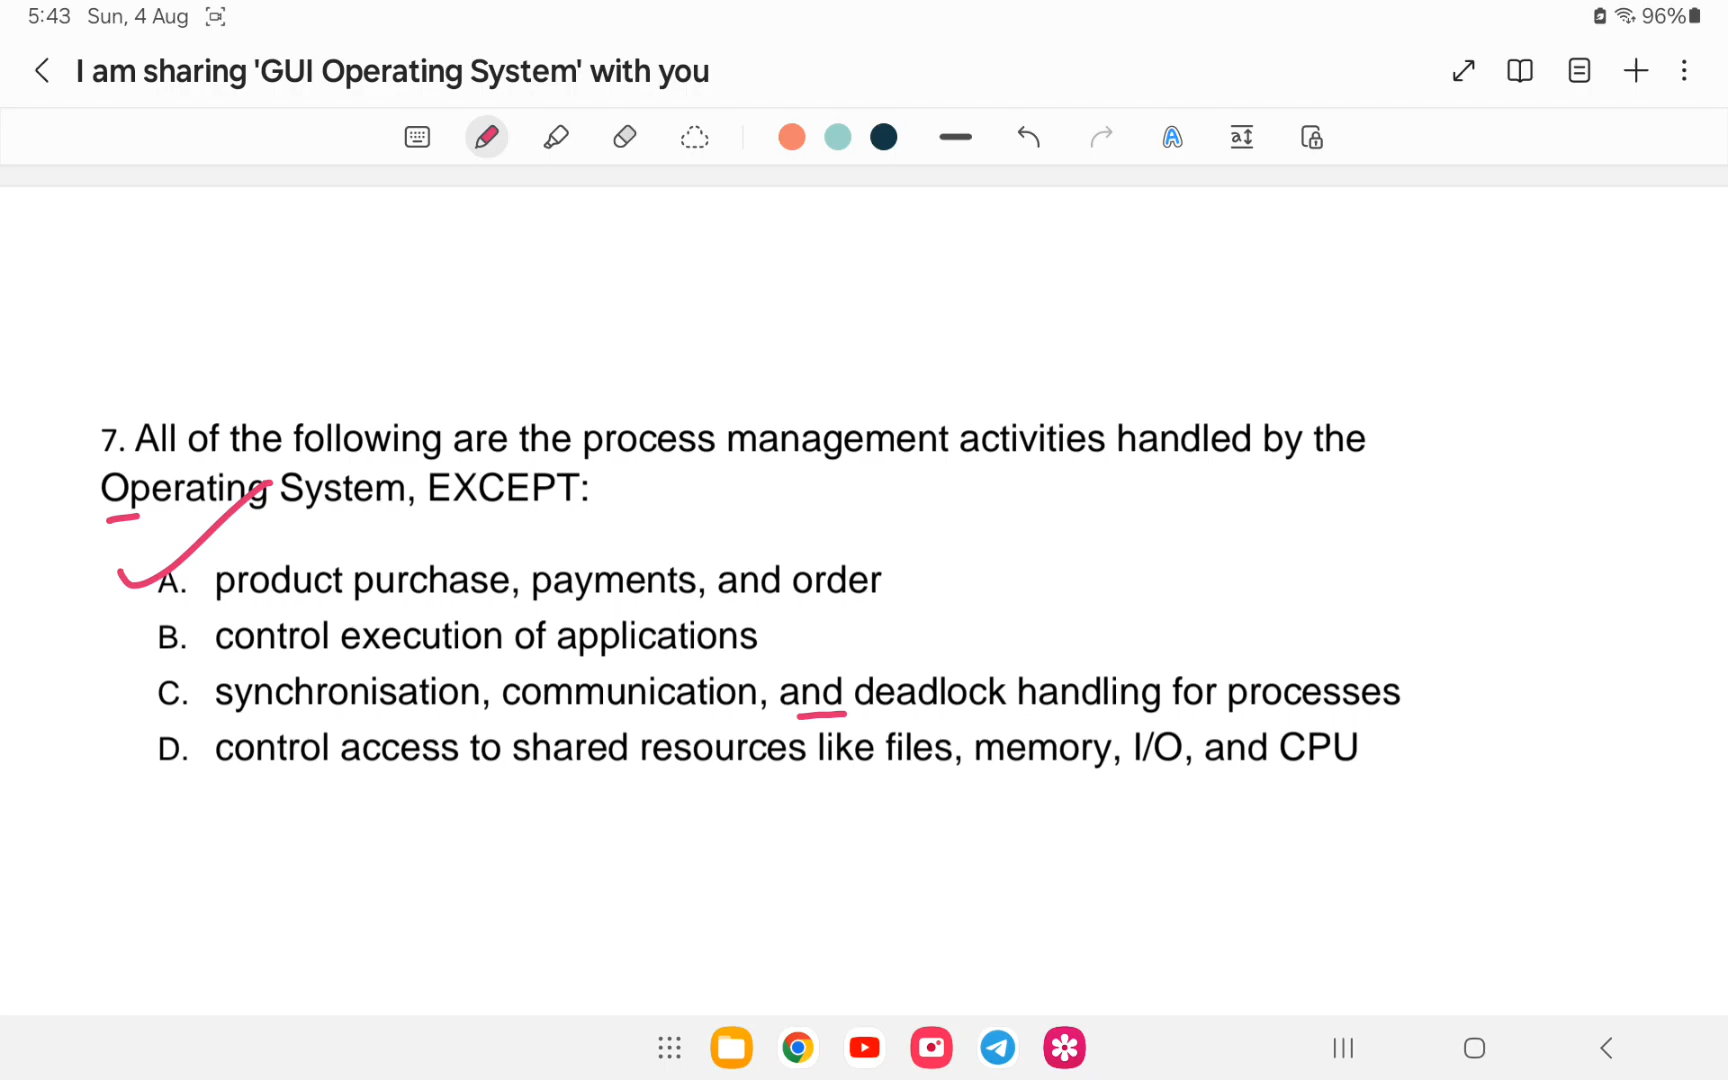 5:43 Sun, 4 Aug 96%
I am sharing 'GUI Operating System' with you
7. All of the following are the process management activities handled by the
Operating System, EXCEPT:
A. product purchase, payments, and order
B. control execution of applications
C. synchronisation, communication, and deadlock handling for processes
D. control access to shared resources like files, memory, I/O, and CPU